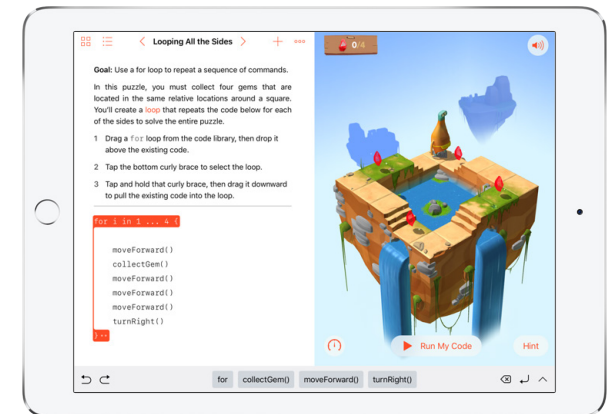 Looping All the Sides
0/4
Goal: Use a for loop to repeat a sequence of commands.
In this puzzle, you must collect four gems that are
located in the same relative locations around a square.
You'll create a loop that repeats the code below for each
of the sides to solve the entire puzzle.
1 Drag a for loop from the code library, then drop it
above the existing code.
2 Tap the bottom curly brace to select the loop.
3 Tap and hold that curly brace, then drag it downward
to pull the existing code into the loop.
for i in 1 ... 4 {
moveForward()
collectGem()
moveForward()
moveForward()
moveForward()
turnRight()
}
Run My Code
Hint
for collectGem() moveForward() turnRight()